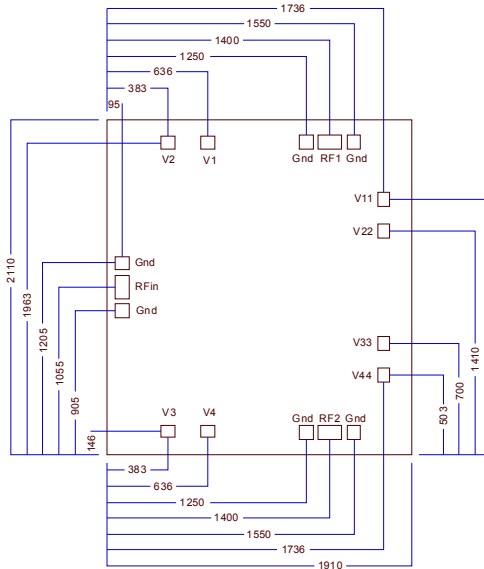 1736
1550
1400
1250
636
383
95
V2
V1
Gnd
RF1
Gnd
V11
V22
Gnd
RFin
Gnd
2110
1963
1205
1055
905
146
V33
V44
1410
700
503
V3
V4
Gnd
RF2
Gnd
383
636
1250
1400
1550
1736
1910